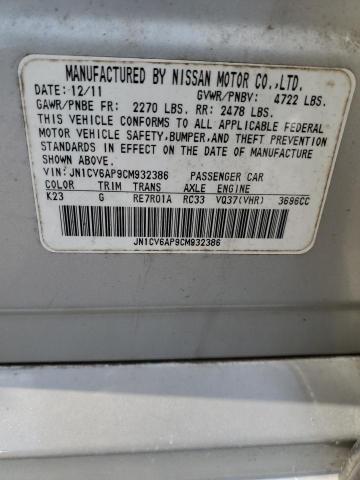 MANUFACTURED BY NISSAN MOTOR CO.,LTD.
DATE: 12/11 GVWR/PNBV: 4722 LBS.
GAWR/PNBE FR: 2270 LBS. RR: 2478 LBS.
THIS VEHICLE CONFORMS TO ALL APPLICABLE FEDERAL
MOTOR VEHICLE SAFETY,BUMPER,AND THEFT PREVENTION
STANDARDS IN EFFECT ON THE DATE OF MANUFACTURE
SHOWN ABOVE.
VIN: JN1CV6AP9CM932386 PASSENGER CAR
COLOR TRIM TRANS AXLE ENGINE
K23 G RE7R01A RC33 VQ37(VHR) 3696CC
JN1CV6AP9CM932386